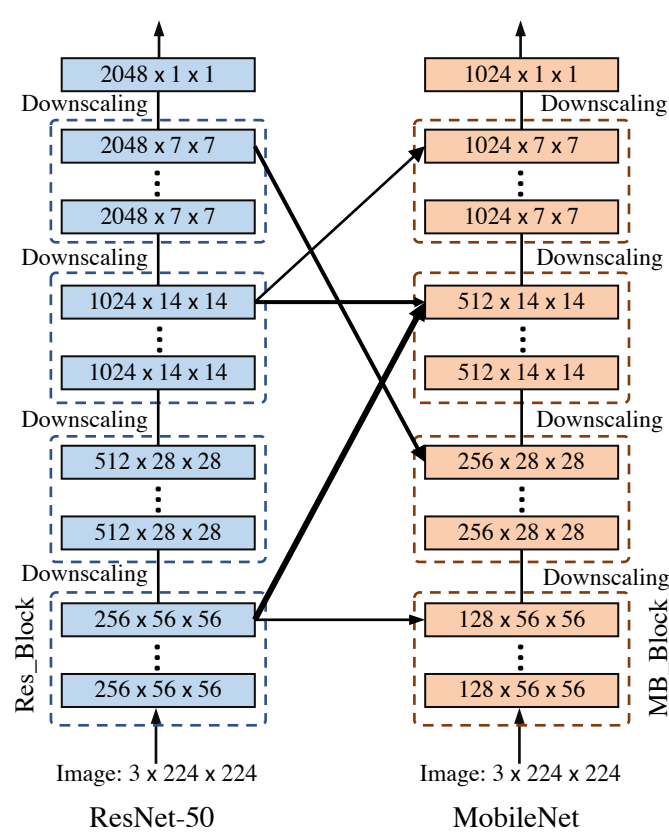 2048 x 1 x 1
Downscaling
2048 x 7 x 7
2048 x 7 x 7
Downscaling
1024 x 14 x 14
1024 x 14 x 14
Downscaling
512 x 28 x 28
512 x 28 x 28
Downscaling
256 x 56 x 56
256 x 56 x 56
Res_Block
Image: 3 x 224 x 224
ResNet-50
1024 x 1 x 1
Downscaling
1024 x 7 x 7
1024 x 7 x 7
Downscaling
512 x 14 x 14
512 x 14 x 14
Downscaling
256 x 28 x 28
256 x 28 x 28
Downscaling
128 x 56 x 56
128 x 56 x 56
MB_Block
Image: 3 x 224 x 224
MobileNet